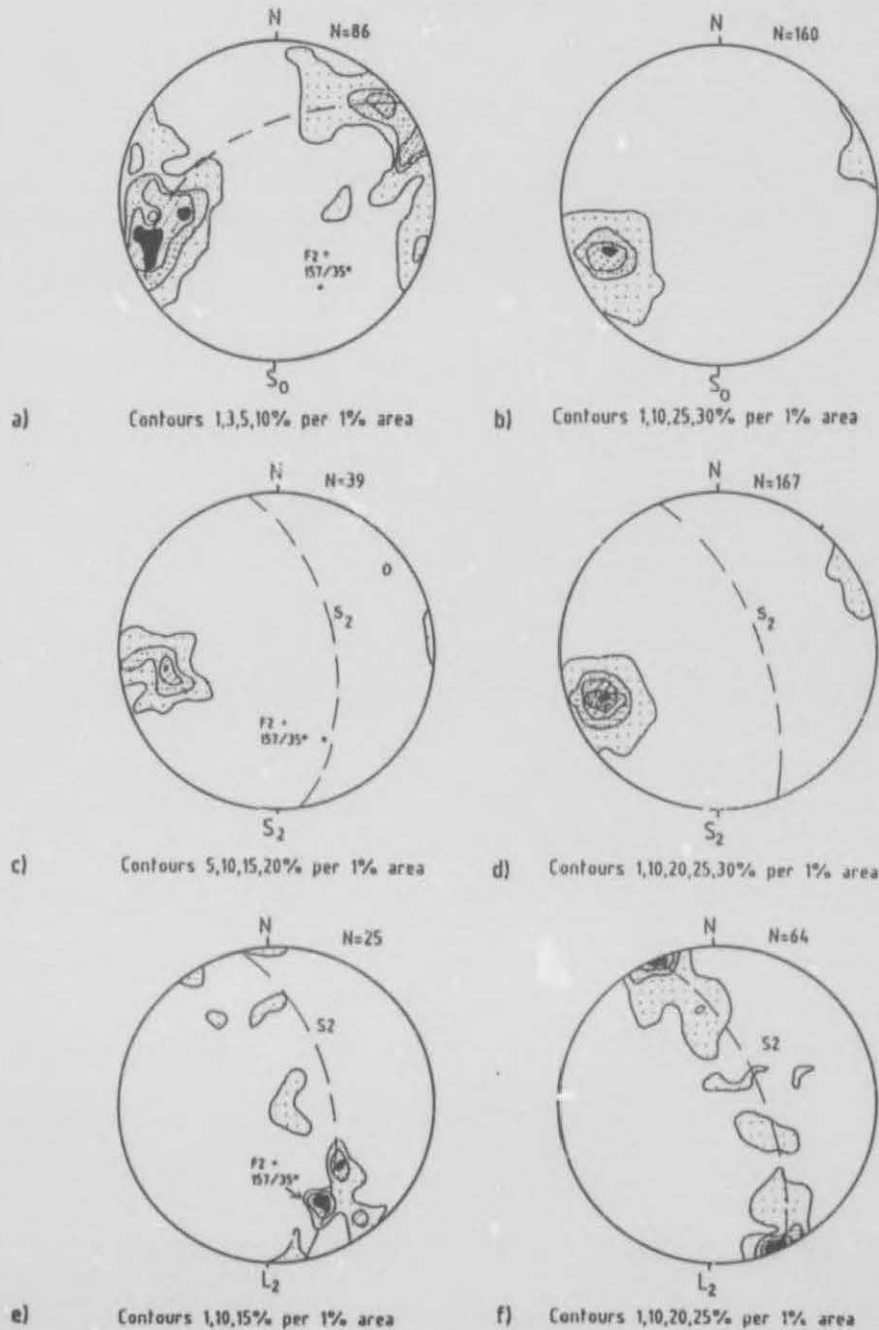 N
N=86
F2
157/35°
S0
a) Contours 1,3,5,10% per 1% area
N
N=160
S0
b) Contours 1,10,25,30% per 1% area
N
N=39
S2
F2
157/35°
S2
c) Contours 5,10,15,20% per 1% area
N
N=167
S2
S2
d) Contours 1,10,20,25,30% per 1% area
N
N=25
S2
F2
157/35°
L2
e) Contours 1,10,15% per 1% area
N
N=64
S2
L2
f) Contours 1,10,20,25% per 1% area